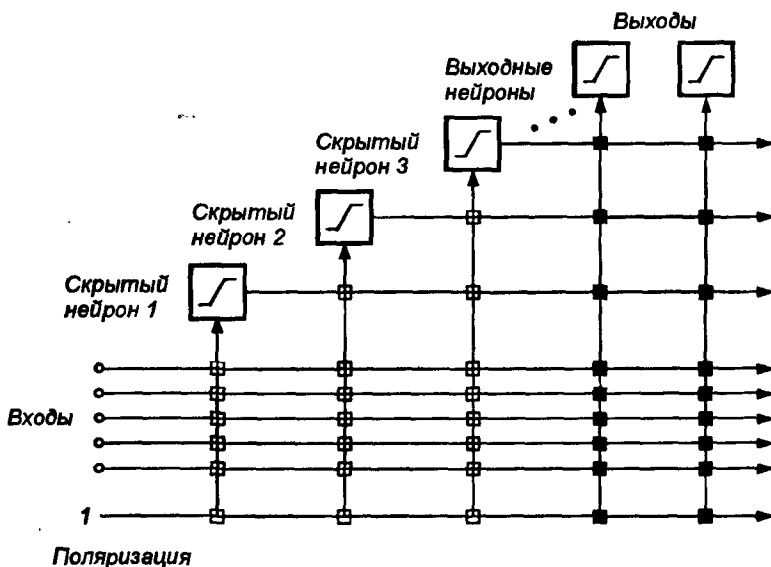 Выходы
Выходные
нейроны
Скрытый
нейрон 3
Скрытый
нейрон 2
Скрытый
нейрон 1
Входы
1
Поляризация